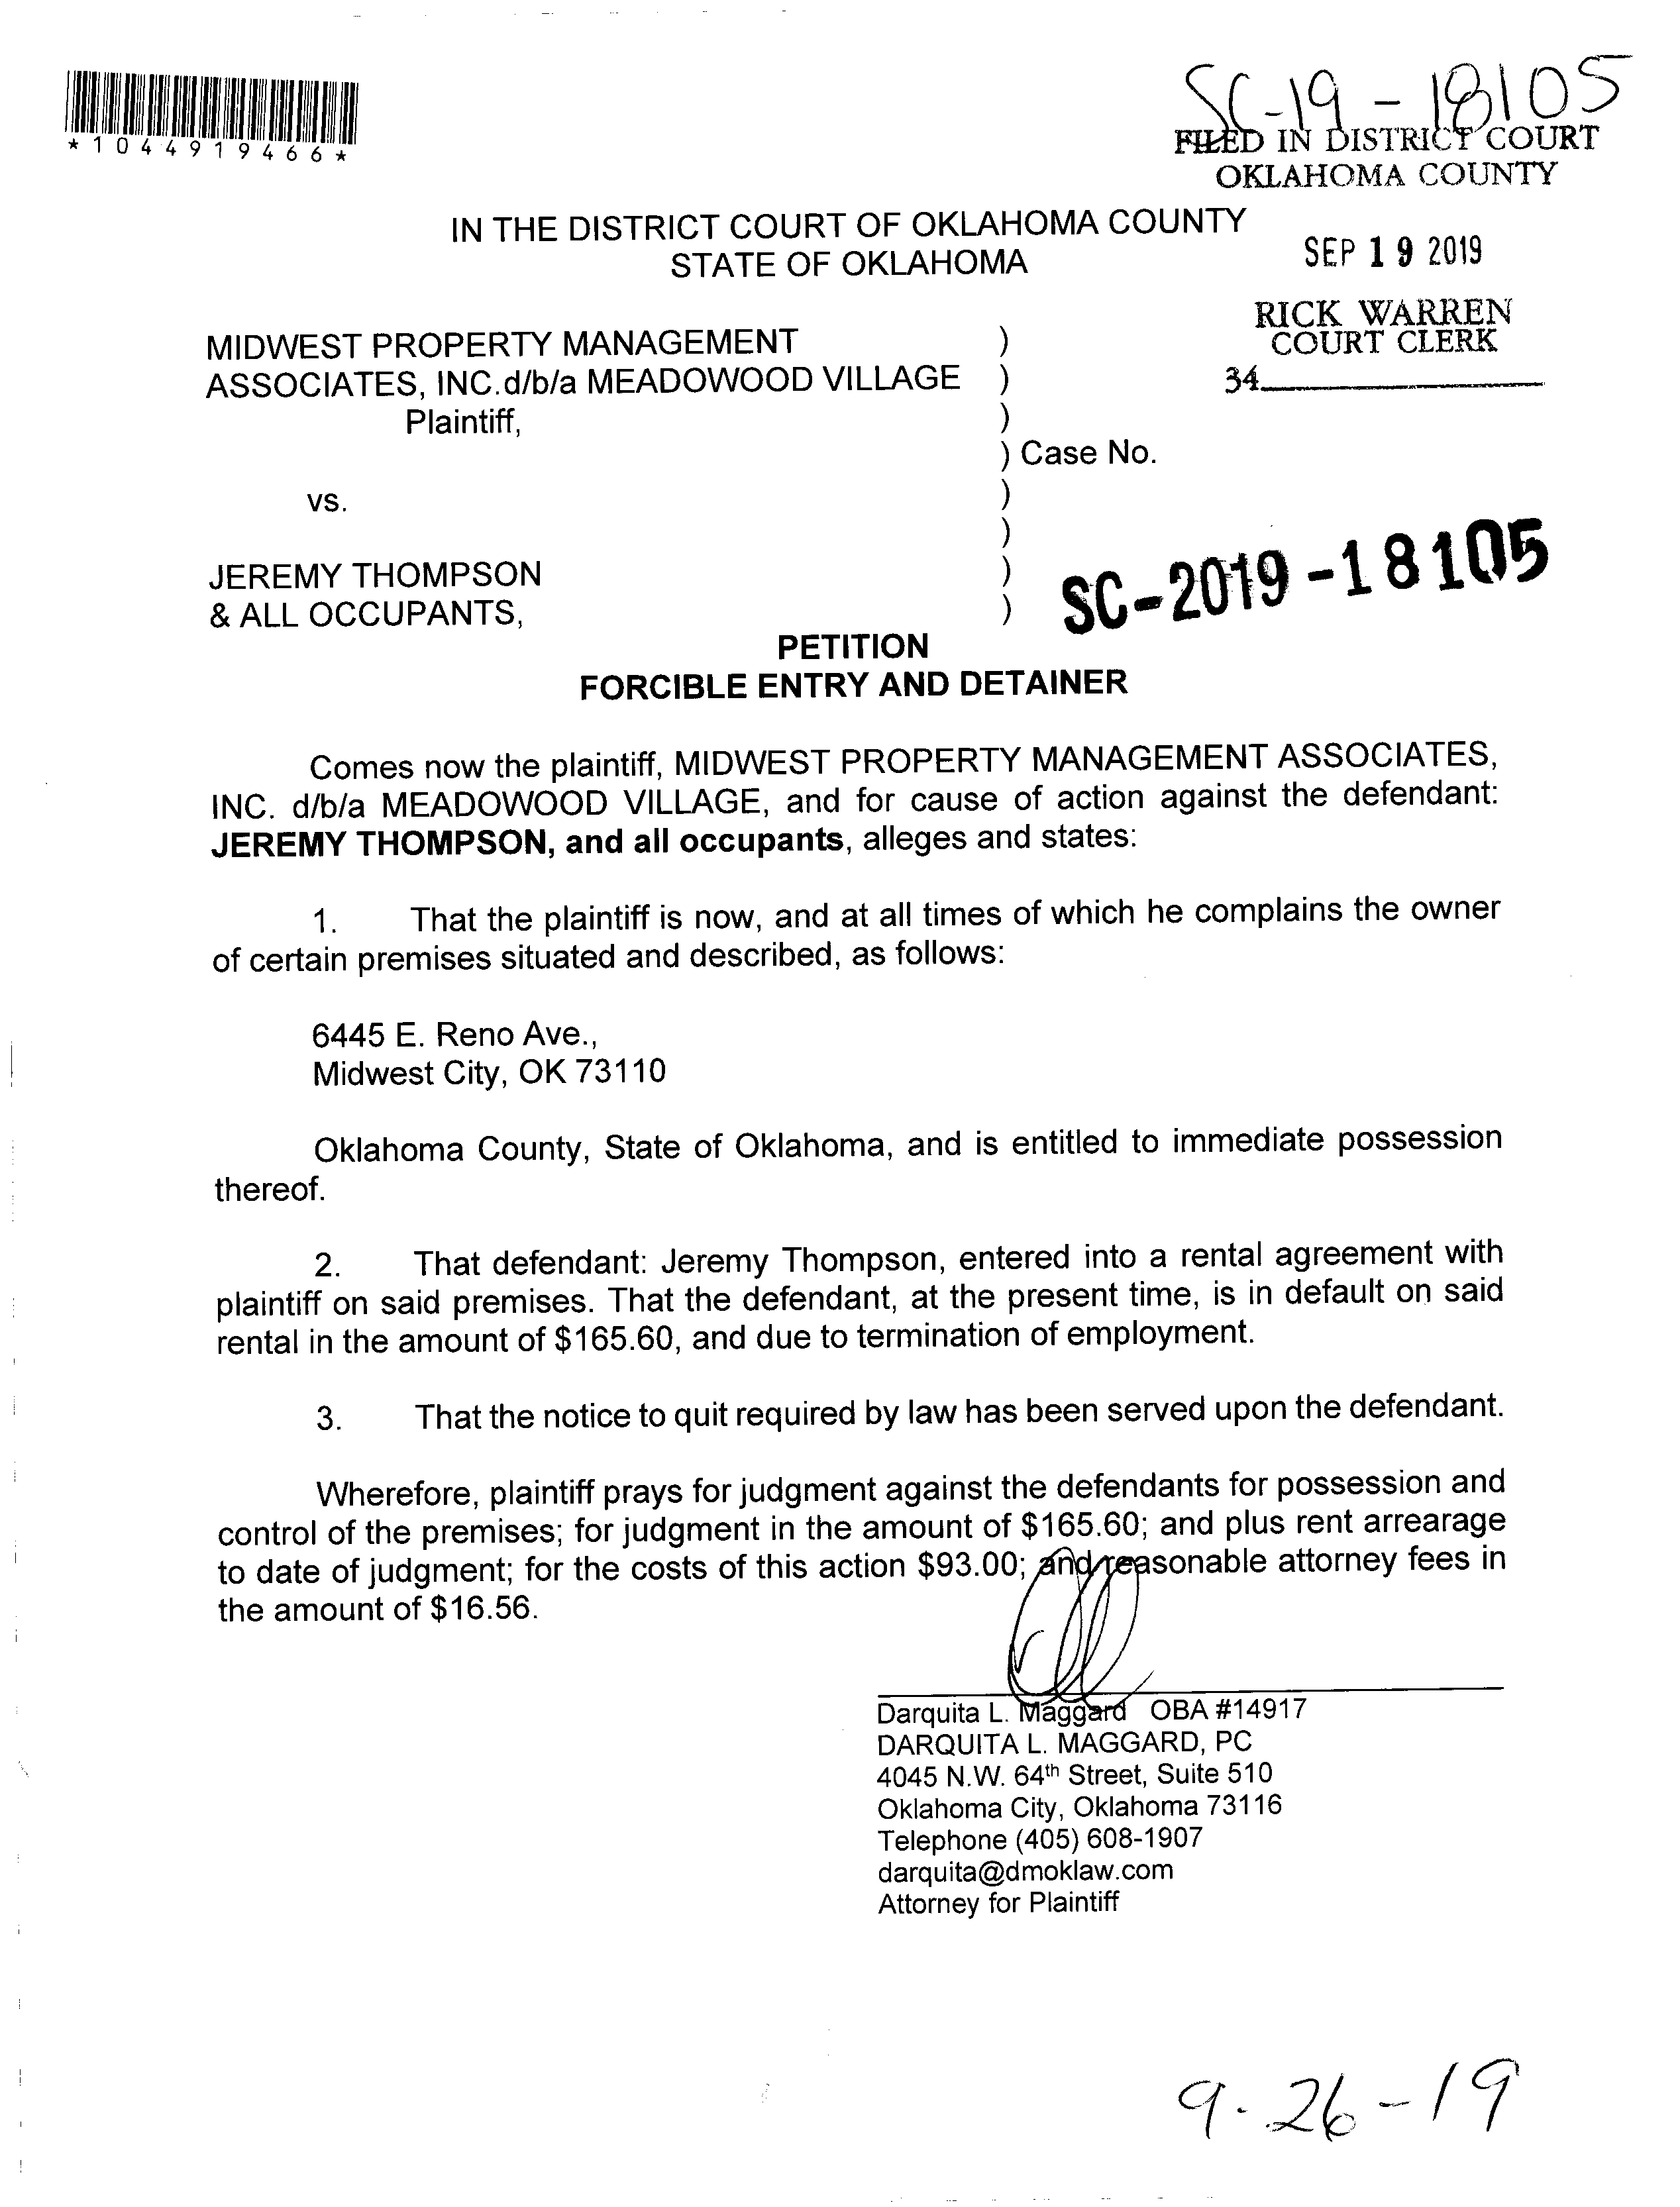 SC-19-18105
*1044919466*
FILED IN DISTRICT COURT
OKLAHOMA COUNTY
IN THE DISTRICT COURT OF OKLAHOMA COUNTY
STATE OF OKLAHOMA
SEP 19 2019
RICK WARREN
COURT CLERK
34
MIDWEST PROPERTY MANAGEMENT )
ASSOCIATES, INC.d/b/a MEADOWOOD VILLAGE )
Plaintiff, )
) Case No.
vs. )
)
JEREMY THOMPSON )
& ALL OCCUPANTS, )
SC-2019-18105
PETITION
FORCIBLE ENTRY AND DETAINER
Comes now the plaintiff, MIDWEST PROPERTY MANAGEMENT ASSOCIATES,
INC. d/b/a MEADOWOOD VILLAGE, and for cause of action against the defendant:
JEREMY THOMPSON, and all occupants, alleges and states:
1. That the plaintiff is now, and at all times of which he complains the owner
of certain premises situated and described, as follows:
6445 E. Reno Ave.,
Midwest City, OK 73110
Oklahoma County, State of Oklahoma, and is entitled to immediate possession
thereof.
2. That defendant: Jeremy Thompson, entered into a rental agreement with
plaintiff on said premises. That the defendant, at the present time, is in default on said
rental in the amount of $165.60, and due to termination of employment.
3. That the notice to quit required by law has been served upon the defendant.
Wherefore, plaintiff prays for judgment against the defendants for possession and
control of the premises; for judgment in the amount of $165.60; and plus rent arrearage
to date of judgment; for the costs of this action $93.00; and reasonable attorney fees in
the amount of $16.56.
Darquita L. Maggard OBA #14917
DARQUITA L. MAGGARD, PC
4045 N.W. 64th Street, Suite 510
Oklahoma City, Oklahoma 73116
Telephone (405) 608-1907
darquita@dmoklaw.com
Attorney for Plaintiff
9-26-19